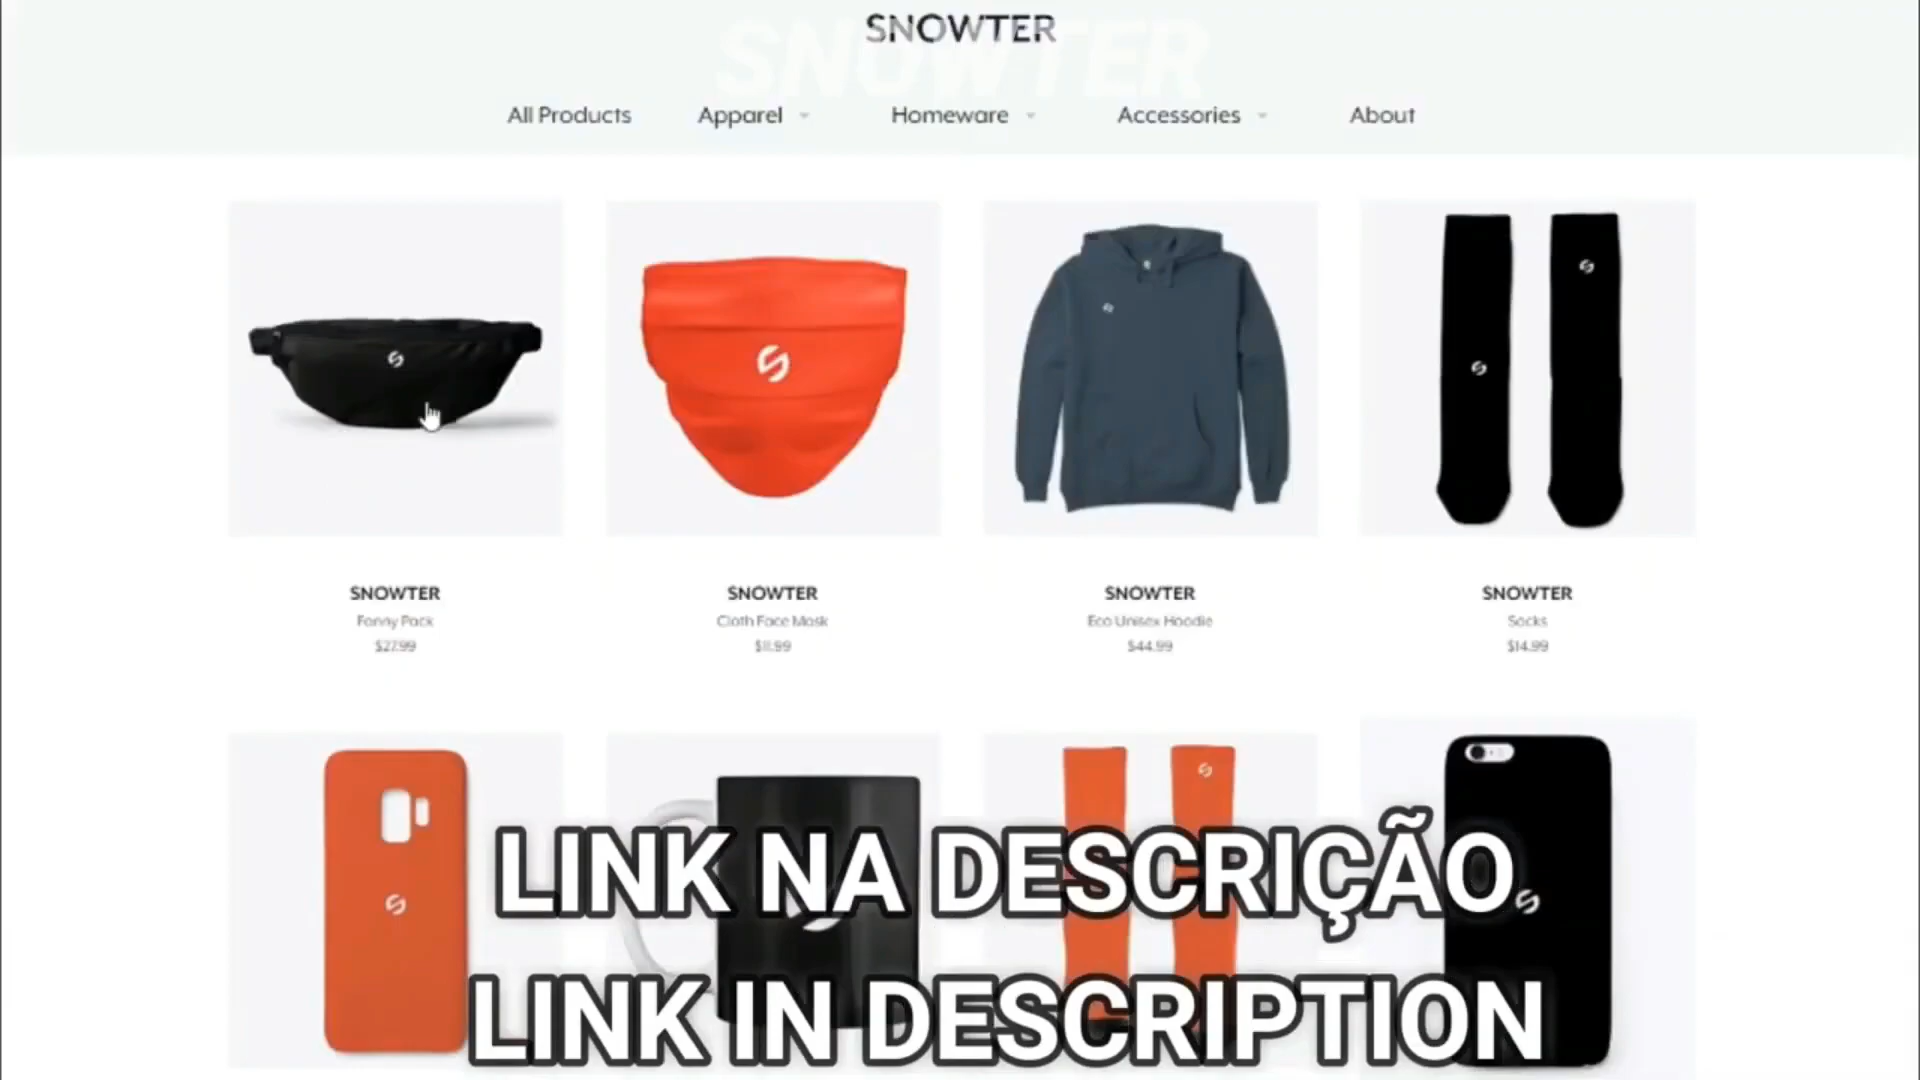 SNOWTER
SNOWTER
All Products Apparel Homeware Accessories About
SNOWTER SNOWTER SNOWTER SNOWTER
Fanny Pack Cloth Face Mask Eco Unisex Hoodie Socks
$27.99 $11.99 $44.99 $14.99
LINK NA DESCRIÇÃO
LINK IN DESCRIPTION